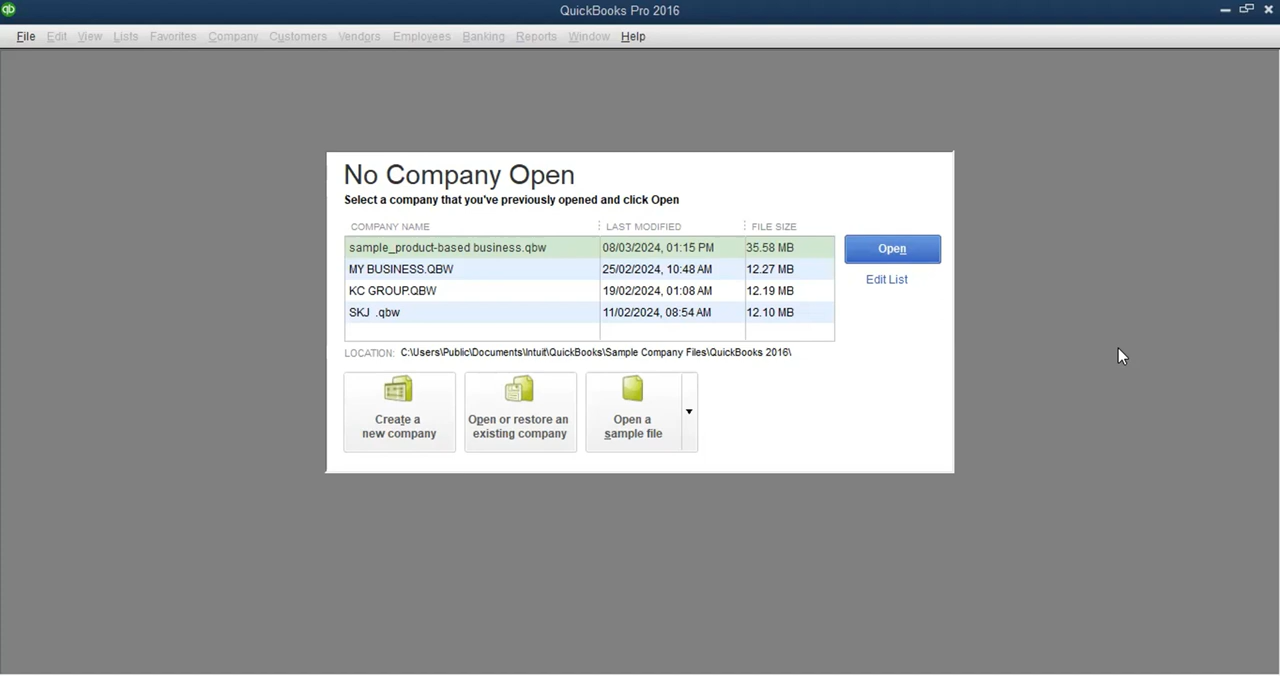 qb QuickBooks Pro 2016
File Edit View Lists Favorites Company Customers Vendors Employees Banking Reports Window Help
No Company Open
Select a company that you've previously opened and click Open
COMPANY NAME LAST MODIFIED FILE SIZE
sample_product-based business.qbw 08/03/2024, 01:15 PM 35.58 MB
Open
MY BUSINESS.QBW 25/02/2024, 10:48 AM 12.27 MB
Edit List
KC GROUP.QBW 19/02/2024, 01:08 AM 12.19 MB
SKJ .qbw 11/02/2024, 08:54 AM 12.10 MB
LOCATION: C:\Users\Public\Documents\Intuit\QuickBooks\Sample Company Files\QuickBooks 2016\
Create a
new company
Open or restore an
existing company
Open a
sample file